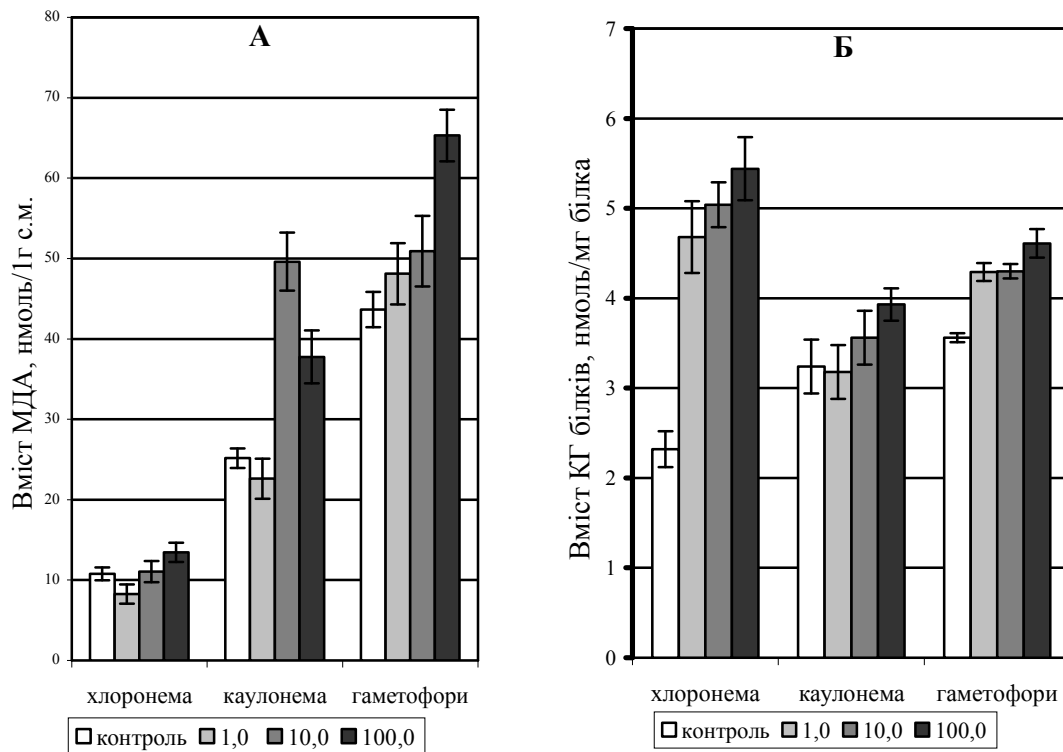 А
Вміст МДА, нмоль/1г с.м.
80
70
60
50
40
30
20
10
0
хлоронема каулонема гаметофори
контроль 1,0 10,0 100,0
Б
Вміст КГ білків, нмоль/мг білка
7
6
5
4
3
2
1
0
хлоронема каулонема гаметофори
контроль 1,0 10,0 100,0